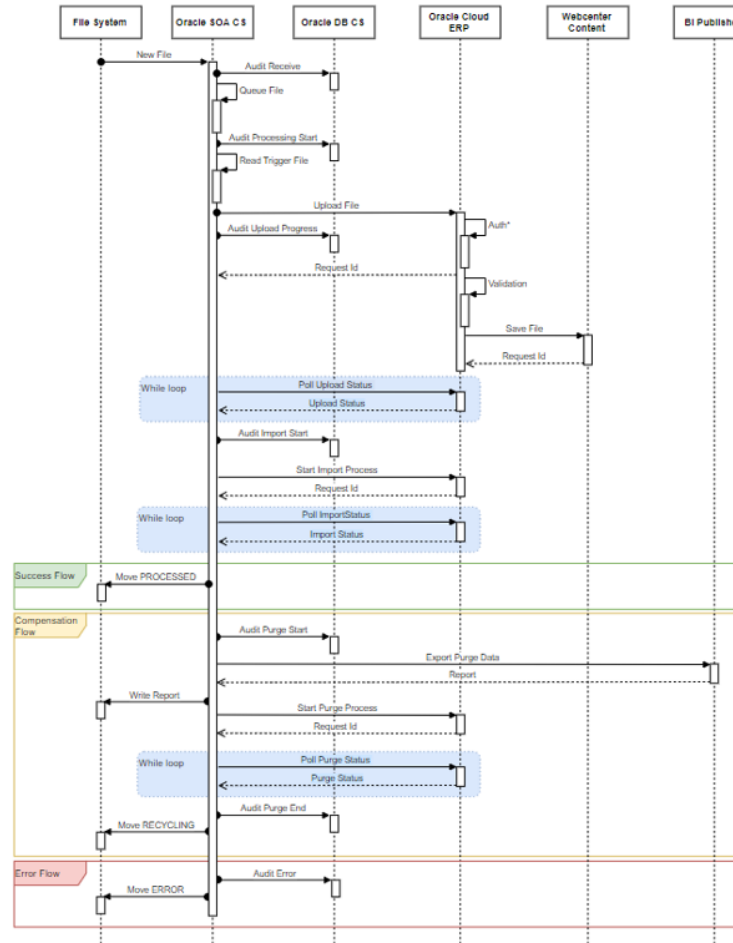 File System
Oracle SOA CS
Oracle DB CS
Oracle Cloud
ERP
Webcenter
Content
BI Publishe
New File
Audit Receive
Queue File
Audit Processing Start
Read Trigger File
Upload File
Auth*
Audit Upload Progress
Request Id
Validation
Save File
Request Id
While loop
Poll Upload Status
Upload Status
Audit Import Start
Start Import Process
Request Id
While loop
Poll ImportStatus
Import Status
Success Flow
Move PROCESSED
Compensation
Flow
Audit Purge Start
Export Purge Data
Report
Write Report
Start Purge Process
Request Id
While loop
Poll Purge Status
Purge Status
Audit Purge End
Move RECYCLING
Error Flow
Audit Error
Move ERROR